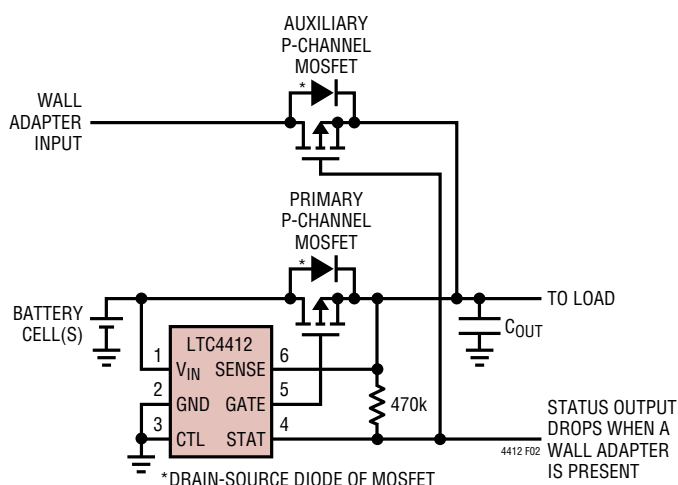 AUXILIARY
P-CHANNEL
MOSFET
*
WALL
ADAPTER
INPUT
PRIMARY
P-CHANNEL
MOSFET
*
BATTERY
CELL(S)
TO LOAD
COUT
LTC4412
1 VIN SENSE 6
2 GND GATE 5
3 CTL STAT 4
470k
STATUS OUTPUT
DROPS WHEN A
WALL ADAPTER
IS PRESENT
4412 F02
*DRAIN-SOURCE DIODE OF MOSFET